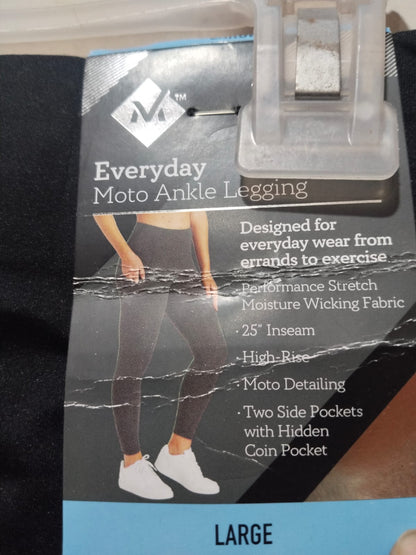 M™
Everyday
Moto Ankle Legging
Designed for
everyday wear from
errands to exercise
· Performance Stretch
Moisture Wicking Fabric
· 25" Inseam
· High-Rise
· Moto Detailing
· Two Side Pockets
with Hidden
Coin Pocket
LARGE